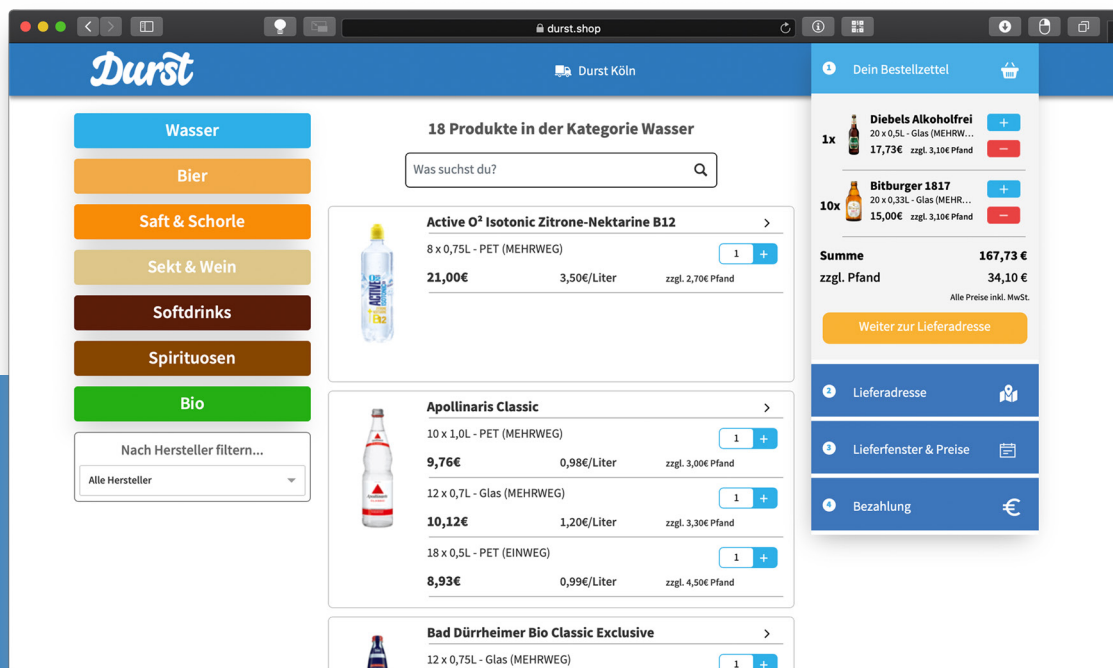 durst.shop
Durst
Durst Köln
1 Dein Bestellzettel
Wasser
Bier
Saft & Schorle
Sekt & Wein
Softdrinks
Spirituosen
Bio
Nach Hersteller filtern...
Alle Hersteller
18 Produkte in der Kategorie Wasser
Was suchst du?
Active O² Isotonic Zitrone-Nektarine B12
8 x 0,75L - PET (MEHRWEG)
1 +
21,00€ 3,50€/Liter zzgl. 2,70€ Pfand
Apollinaris Classic
10 x 1,0L - PET (MEHRWEG)
1 +
9,76€ 0,98€/Liter zzgl. 3,00€ Pfand
12 x 0,7L - Glas (MEHRWEG)
1 +
10,12€ 1,20€/Liter zzgl. 3,30€ Pfand
18 x 0,5L - PET (EINWEG)
1 +
8,93€ 0,99€/Liter zzgl. 4,50€ Pfand
Bad Dürrheimer Bio Classic Exclusive
12 x 0,75L - Glas (MEHRWEG)
1 +
ACTIVE
B12
1x
Diebels Alkoholfrei
20 x 0,5L - Glas (MEHRW...
17,73€ zzgl. 3,10€ Pfand
+
−
10x
Bitburger 1817
20 x 0,33L - Glas (MEHR...
15,00€ zzgl. 3,10€ Pfand
+
−
Summe 167,73 €
zzgl. Pfand 34,10 €
Alle Preise inkl. MwSt.
Weiter zur Lieferadresse
2 Lieferadresse
3 Lieferfenster & Preise
4 Bezahlung €